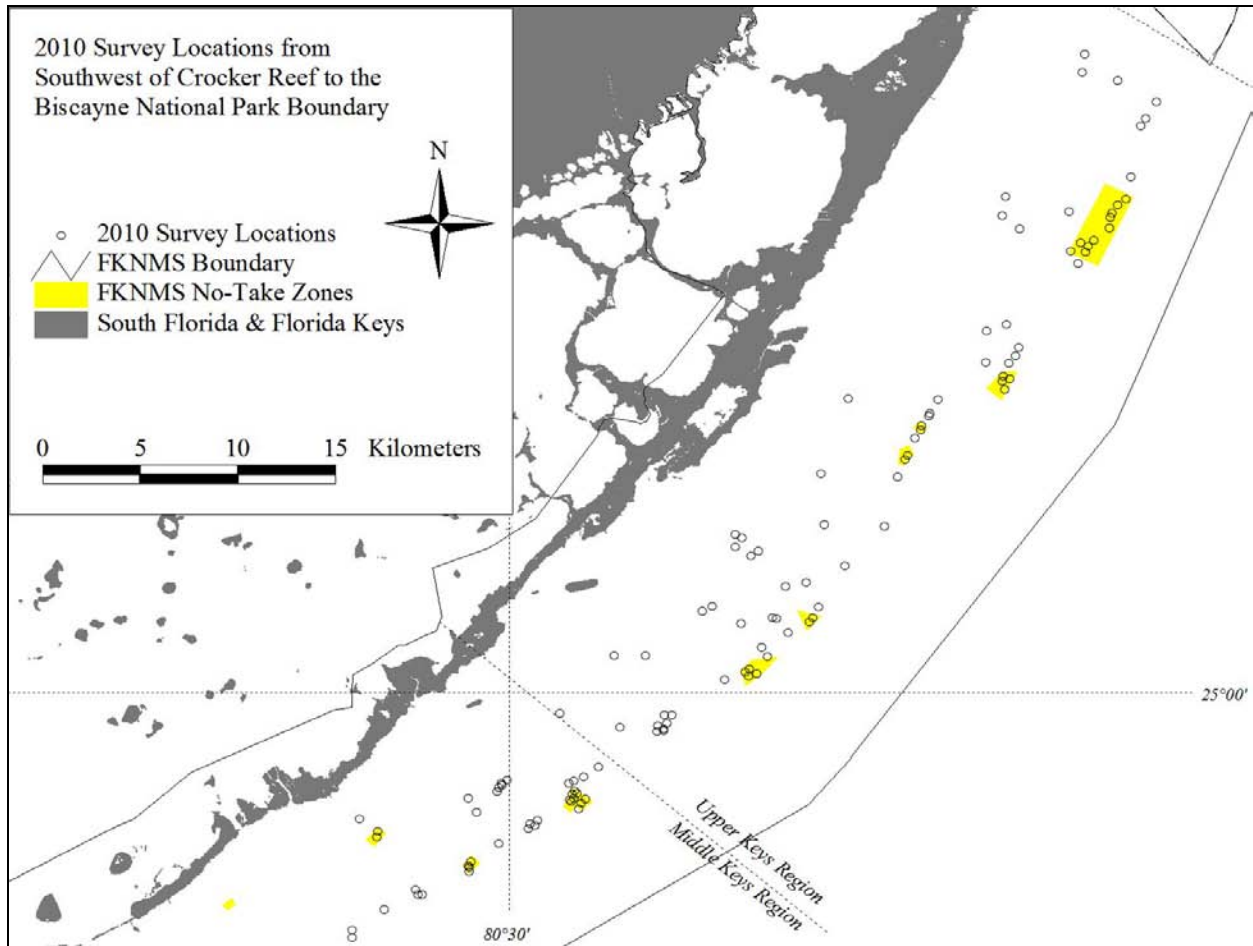 2010 Survey Locations from
Southwest of Crocker Reef to the
Biscayne National Park Boundary
N
2010 Survey Locations
FKNMS Boundary
FKNMS No-Take Zones
South Florida & Florida Keys
0 5 10 15 Kilometers
25°00'
Upper Keys Region
Middle Keys Region
80°30'